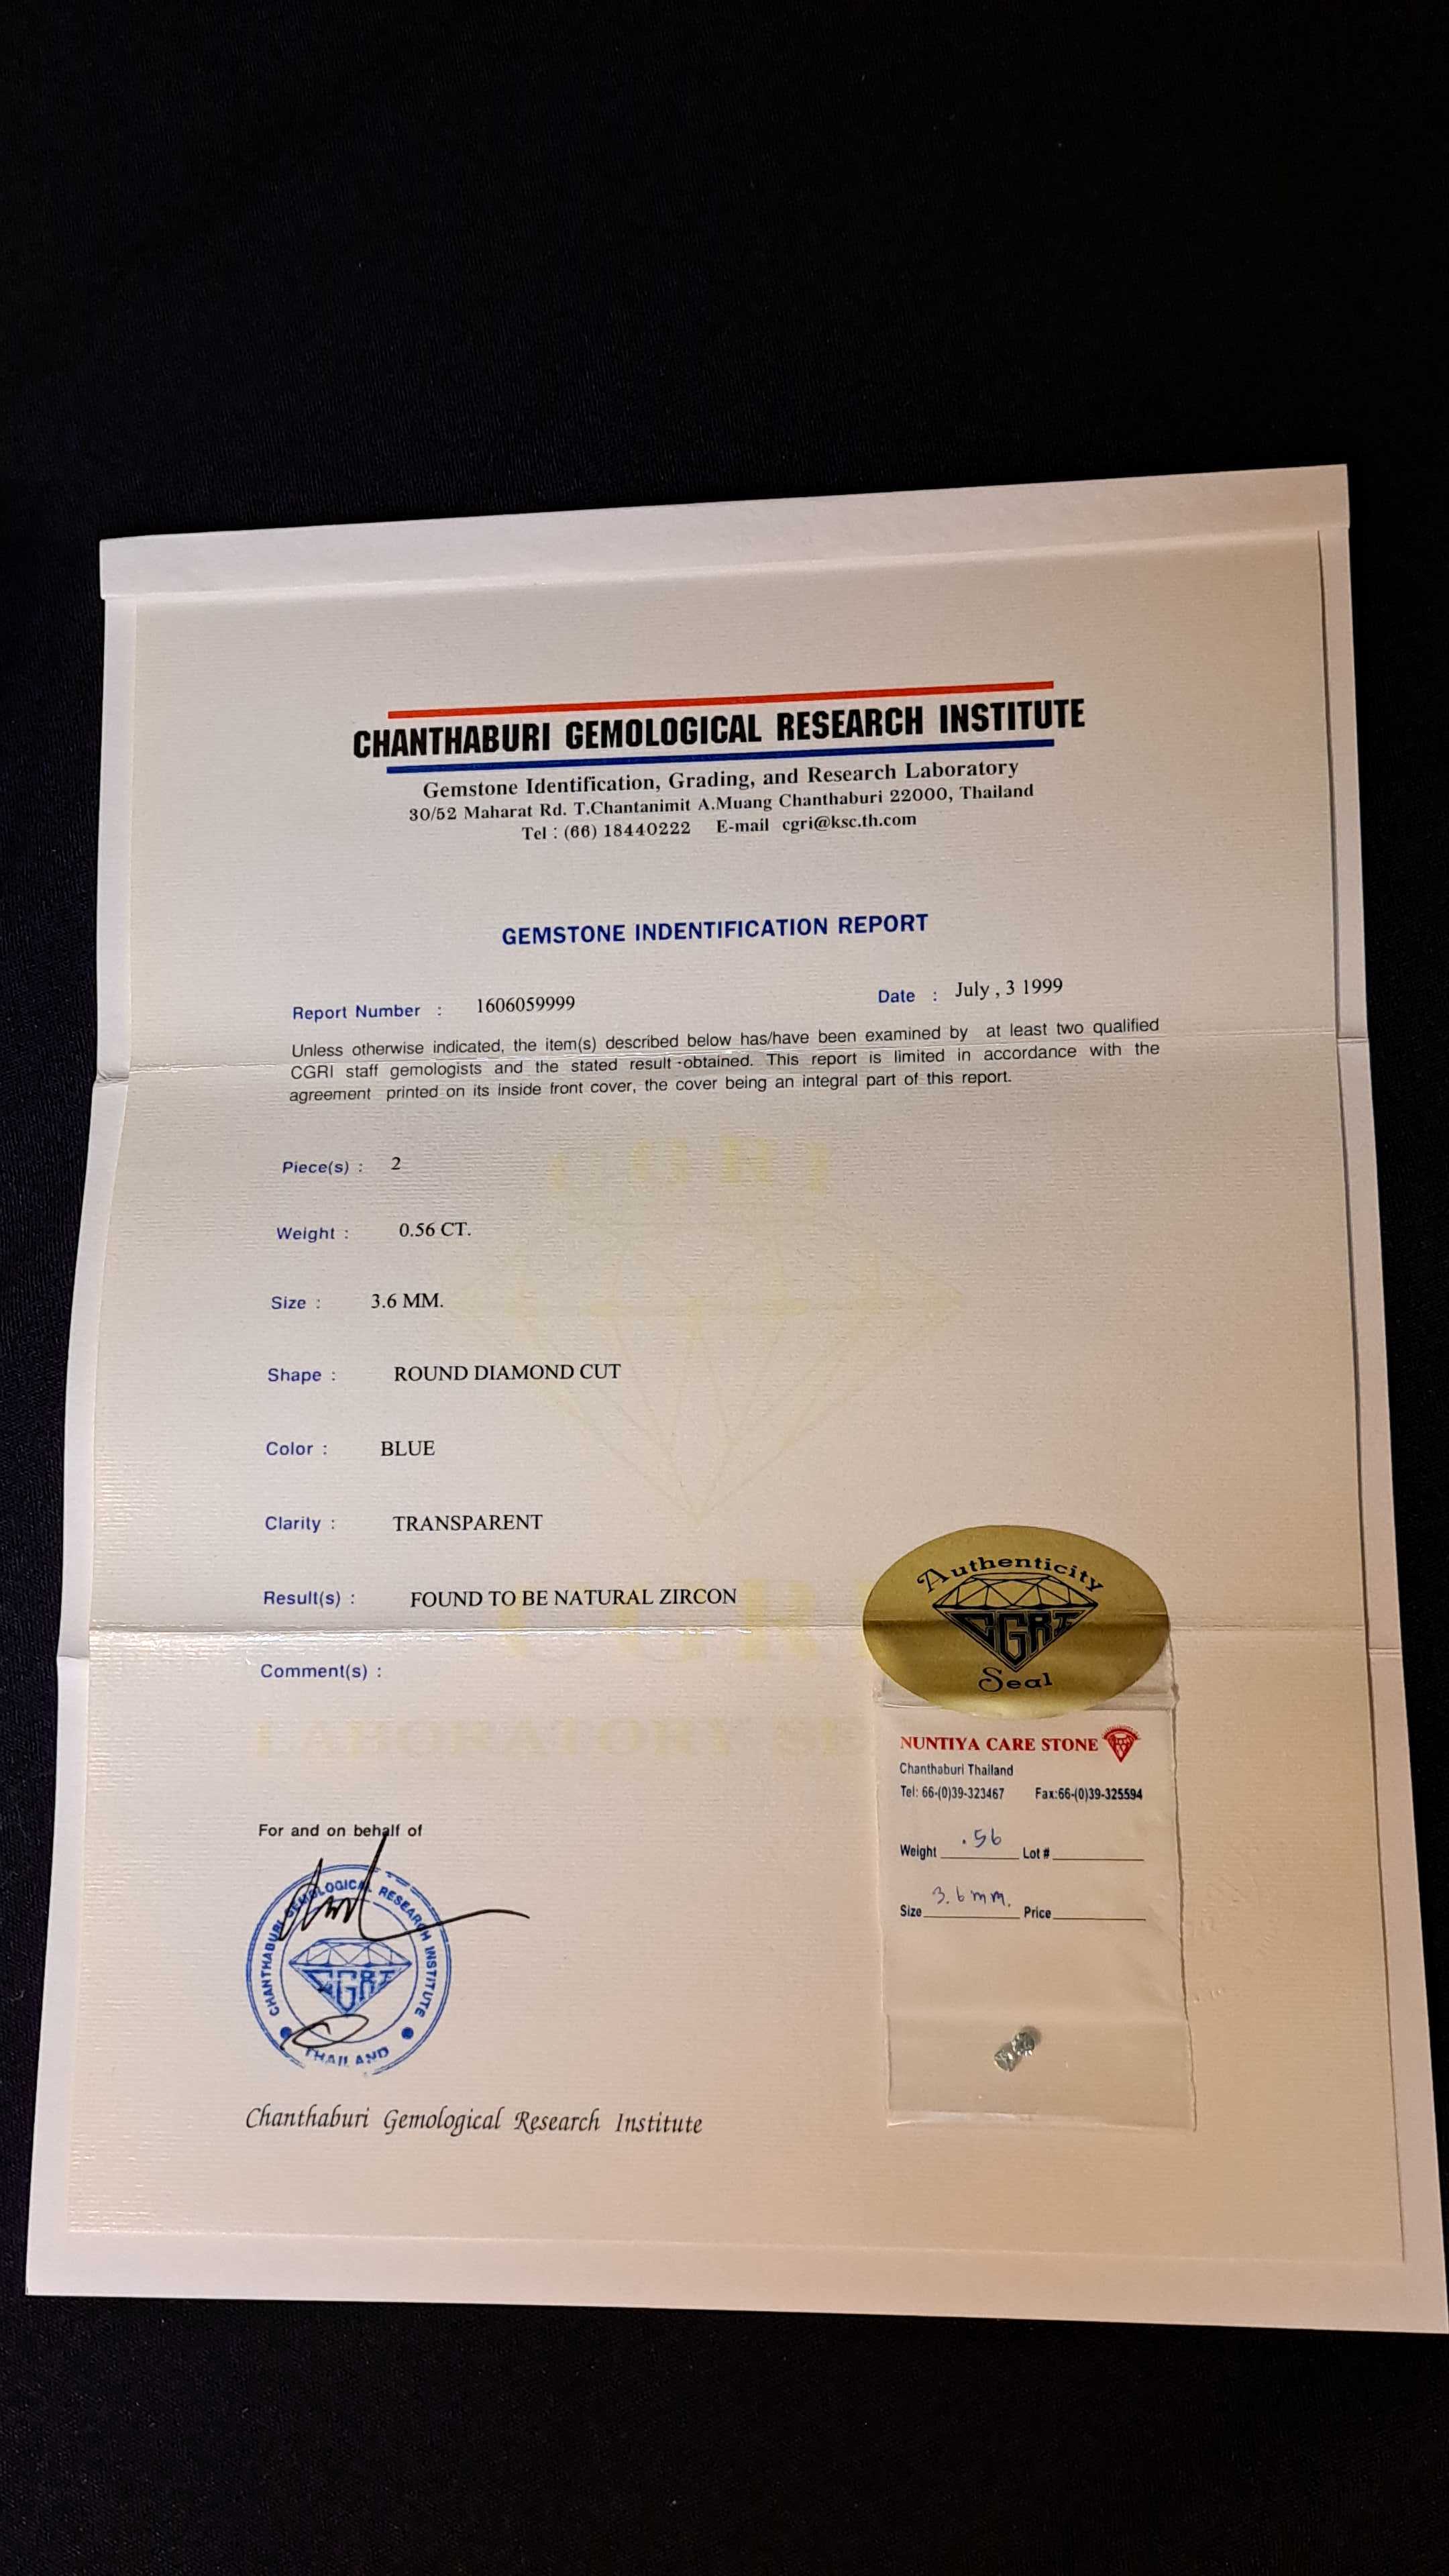 CHANTHABURI GEMOLOGICAL RESEARCH INSTITUTE
Gemstone Identification, Grading, and Research Laboratory
30/52 Maharat Rd. T.Chantanimit A.Muang Chanthaburi 22000, Thailand
Tel : (66) 18440222 E-mail cgri@ksc.th.com
GEMSTONE INDENTIFICATION REPORT
Report Number : 1606059999 Date : July , 3 1999
Unless otherwise indicated, the item(s) described below has/have been examined by at least two qualified
CGRI staff gemologists and the stated result -obtained. This report is limited in accordance with the
agreement printed on its inside front cover, the cover being an integral part of this report.
CGRI
Piece(s) : 2
Weight : 0.56 CT.
Size : 3.6 MM.
Shape : ROUND DIAMOND CUT
Color : BLUE
Clarity : TRANSPARENT
Result(s) : FOUND TO BE NATURAL ZIRCON
Comment(s) :
LABORATORY
Authenticity
CGRI
Seal
NUNTIYA CARE STONE
Chanthaburi Thailand
Tel: 66-(0)39-323467 Fax:66-(0)39-325594
Weight .56 Lot #
Size 3.6 mm. Price
For and on behalf of
CHANTHABURI GEMOLOGICAL RESEARCH INSTITUTE
CGRI
THAILAND
Chanthaburi Gemological Research Institute